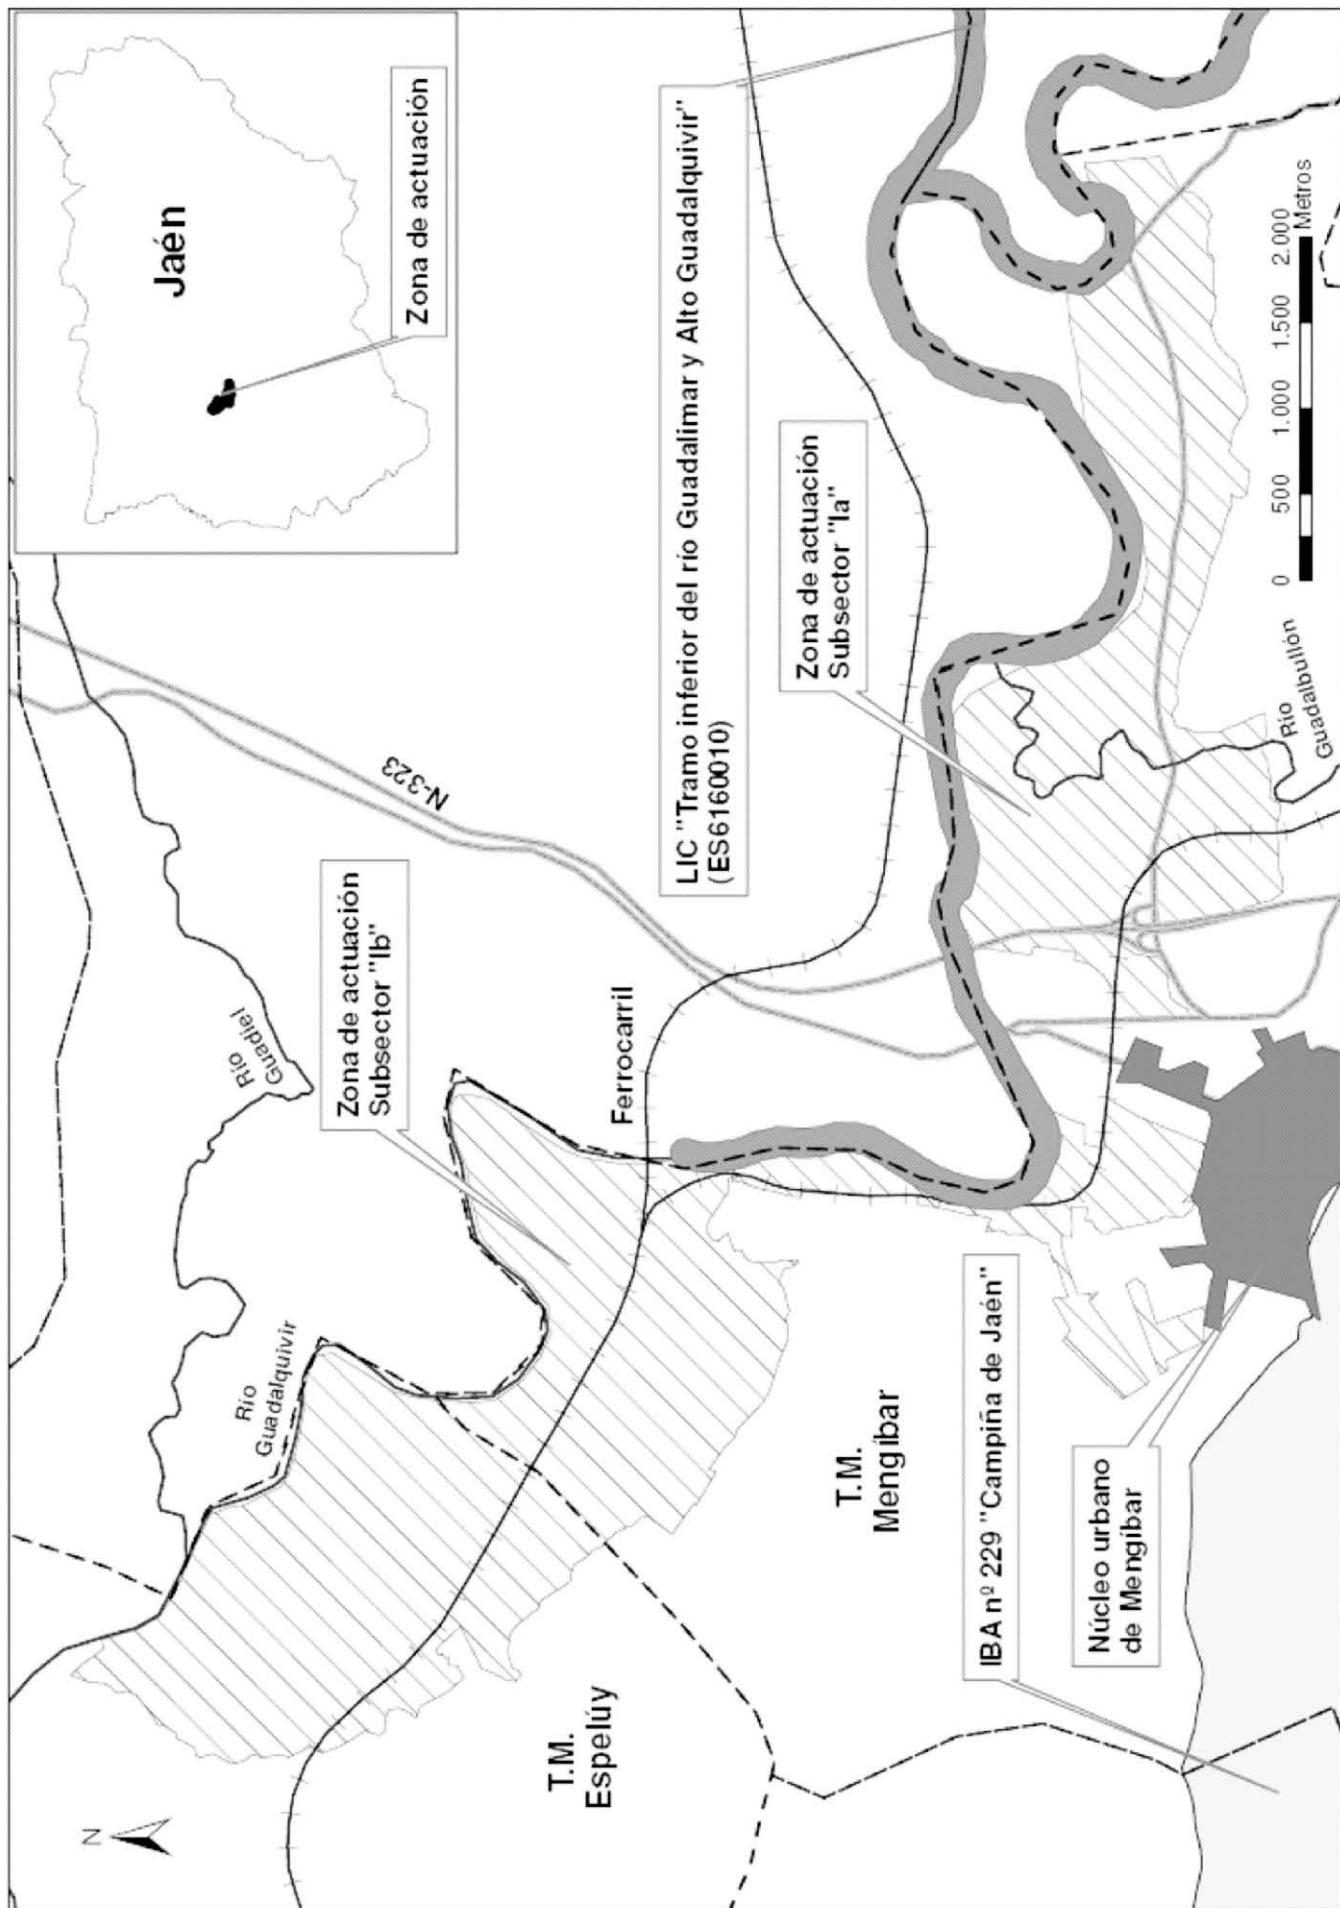 Jaén
Zona de actuación
N-323
Río
Guadiel
Zona de actuación
Subsector "Ib"
LIC "Tramo inferior del río Guadalimar y Alto Guadalquivir"
(ES6160010)
Río
Guadalquivir
Ferrocarril
Zona de actuación
Subsector "Ia"
T.M.
Espelúy
T.M.
Mengíbar
IBA nº 229 "Campiña de Jaén"
Núcleo urbano
de Mengíbar
Río
Guadalbullón
0 500 1.000 1.500 2.000
Metros
N